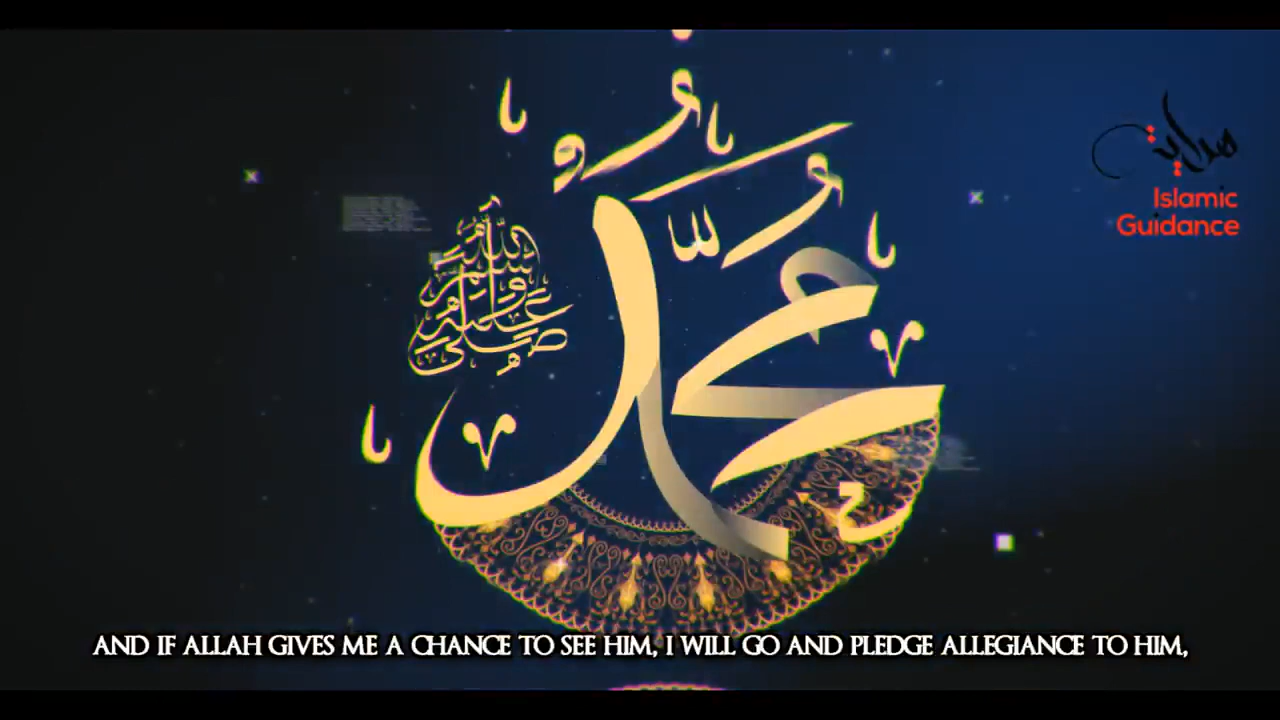 محمد
صلى الله عليه وسلم
هداية
Islamic
Guidance
AND IF ALLAH GIVES ME A CHANCE TO SEE HIM, I WILL GO AND PLEDGE ALLEGIANCE TO HIM,